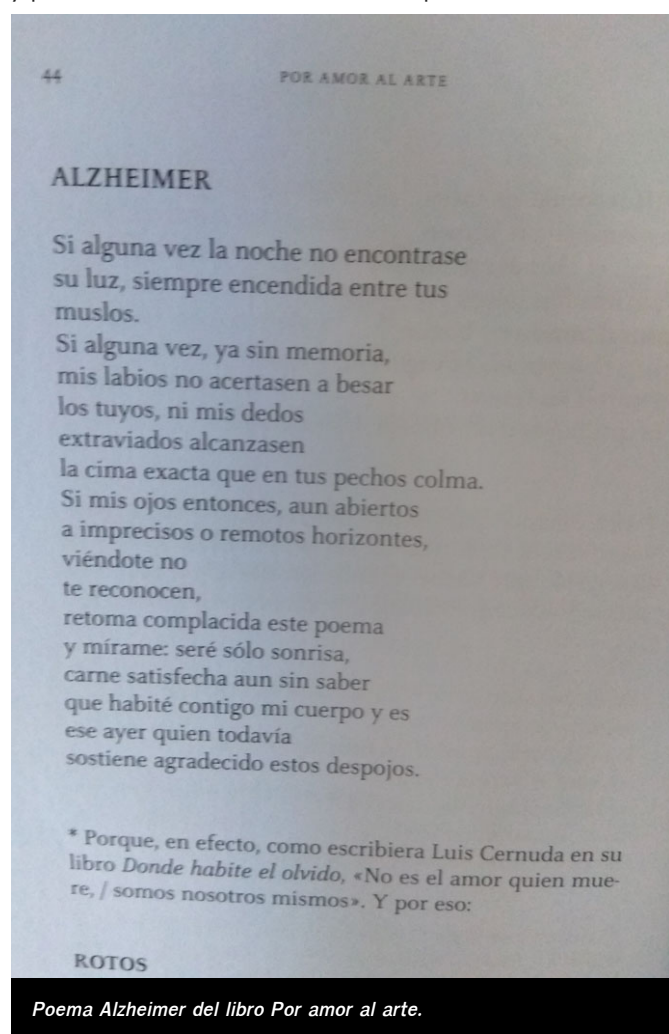 44
POR AMOR AL ARTE
ALZHEIMER
Si alguna vez la noche no encontrase
su luz, siempre encendida entre tus
muslos.
Si alguna vez, ya sin memoria,
mis labios no acertasen a besar
los tuyos, ni mis dedos
extraviados alcanzasen
la cima exacta que en tus pechos colma.
Si mis ojos entonces, aun abiertos
a imprecisos o remotos horizontes,
viéndote no
te reconocen,
retoma complacida este poema
y mírame: seré sólo sonrisa,
carne satisfecha aun sin saber
que habité contigo mi cuerpo y es
ese ayer quien todavía
sostiene agradecido estos despojos.
* Porque, en efecto, como escribiera Luis Cernuda en su
libro Donde habite el olvido, «No es el amor quien mue-
re, / somos nosotros mismos». Y por eso:
ROTOS
Poema Alzheimer del libro Por amor al arte.